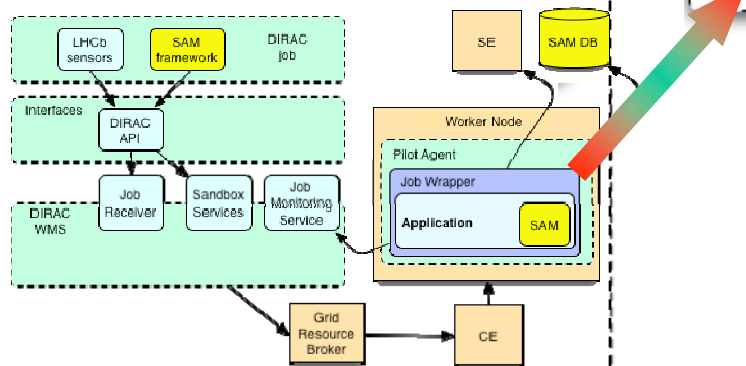 LHCb
sensors
SAM
framework
DIRAC
job
SE
SAM DB
Interfaces
DIRAC
API
Worker Node
Pilot Agent
Job Wrapper
Application
SAM
DIRAC
WMS
Job
Receiver
Sandbox
Services
Job
Monitoring
Service
Grid
Resource
Broker
CE